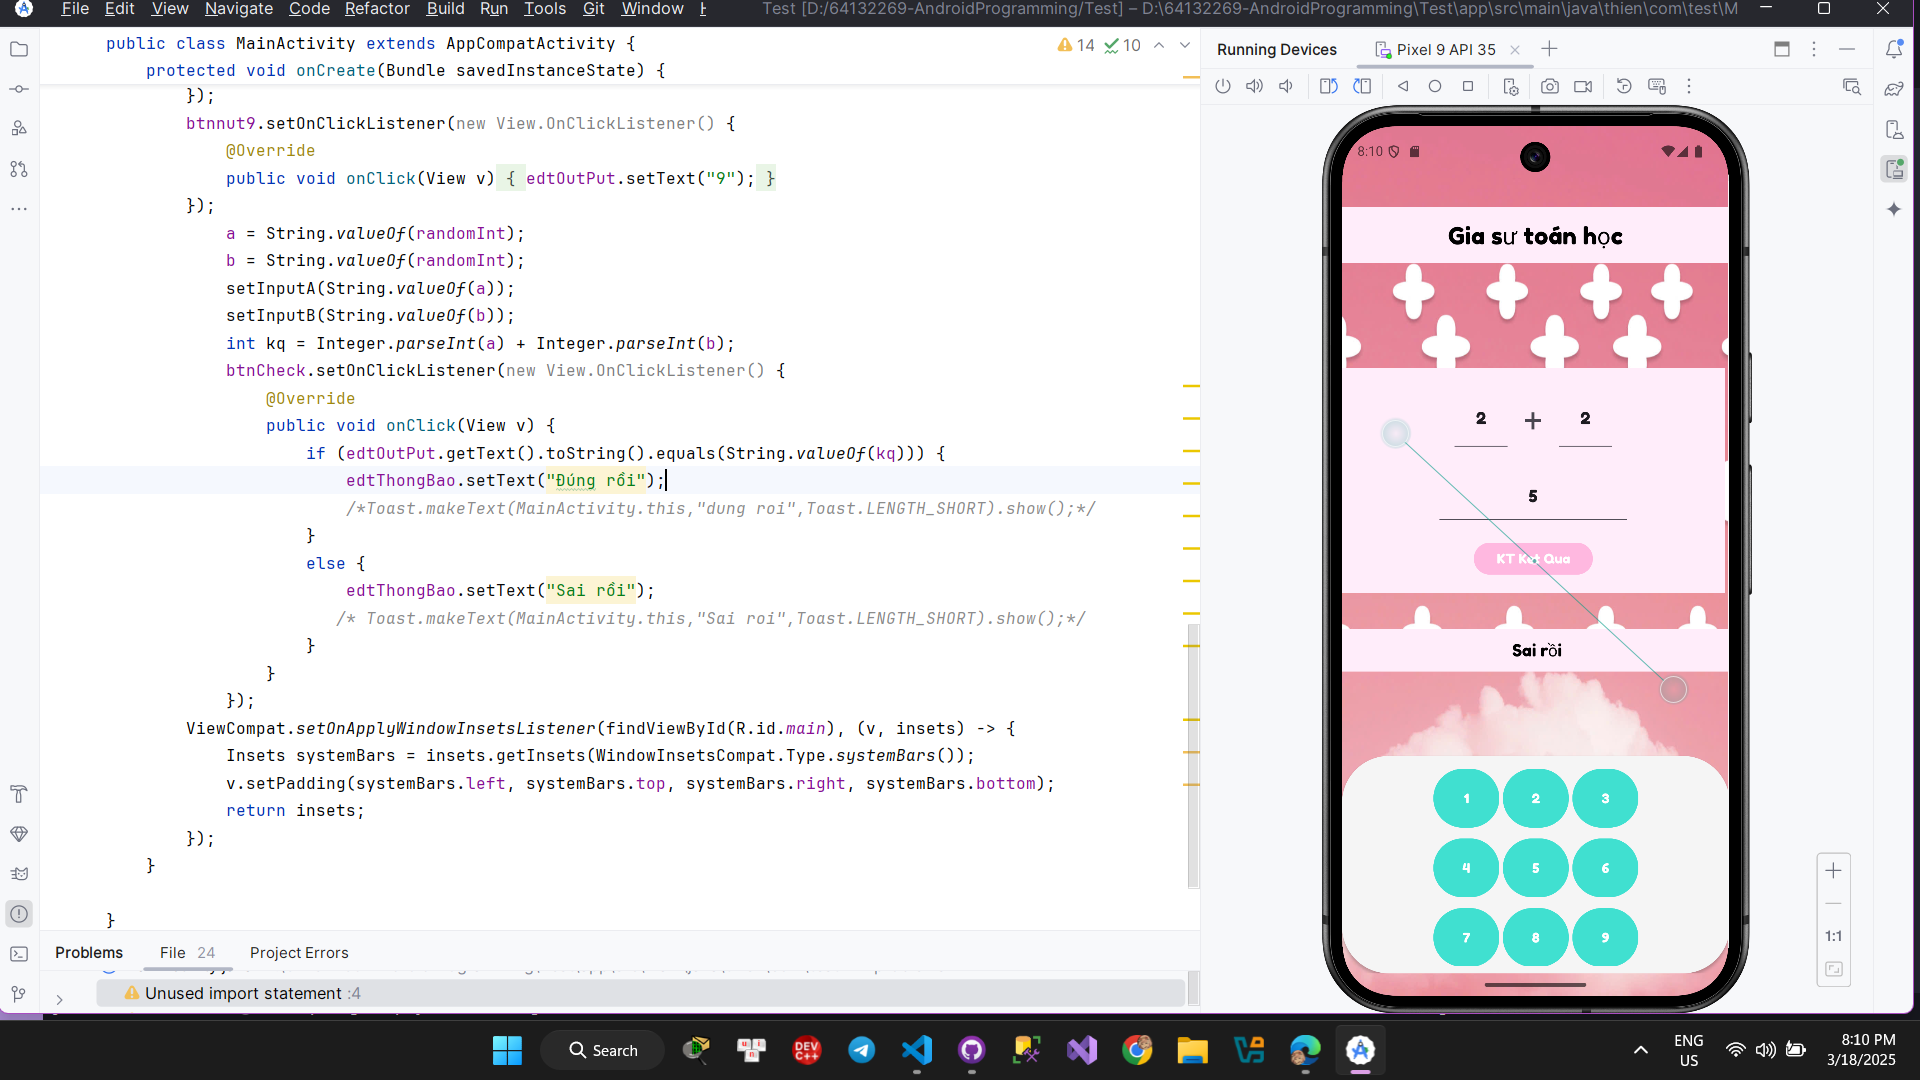 File Edit View Navigate Code Refactor Build Run Tools Git Window H
Test [D:/64132269-AndroidProgramming/Test] – D:\64132269-AndroidProgramming\Test\app\src\main\java\thien\com\test\M
public class MainActivity extends AppCompatActivity {
14 10
protected void onCreate(Bundle savedInstanceState) {
});
btnnut9.setOnClickListener(new View.OnClickListener() {
@Override
public void onClick(View v) { edtOutPut.setText("9"); }
});
a = String.valueOf(randomInt);
b = String.valueOf(randomInt);
setInputA(String.valueOf(a));
setInputB(String.valueOf(b));
int kq = Integer.parseInt(a) + Integer.parseInt(b);
btnCheck.setOnClickListener(new View.OnClickListener() {
@Override
public void onClick(View v) {
if (edtOutPut.getText().toString().equals(String.valueOf(kq))) {
edtThongBao.setText("Đúng rồi");
/*Toast.makeText(MainActivity.this,"dung roi",Toast.LENGTH_SHORT).show();*/
}
else {
edtThongBao.setText("Sai rồi");
/* Toast.makeText(MainActivity.this,"Sai roi",Toast.LENGTH_SHORT).show();*/
}
}
});
ViewCompat.setOnApplyWindowInsetsListener(findViewById(R.id.main), (v, insets) -> {
Insets systemBars = insets.getInsets(WindowInsetsCompat.Type.systemBars());
v.setPadding(systemBars.left, systemBars.top, systemBars.right, systemBars.bottom);
return insets;
});
}
}
Problems File 24 Project Errors
Unused import statement :4
Running Devices Pixel 9 API 35
8:10
Gia sư toán học
2 + 2
5
KT Ket Qua
Sai rồi
1 2 3
4 5 6
7 8 9
1:1
Search
DEV C++
ENG
US
8:10 PM
3/18/2025